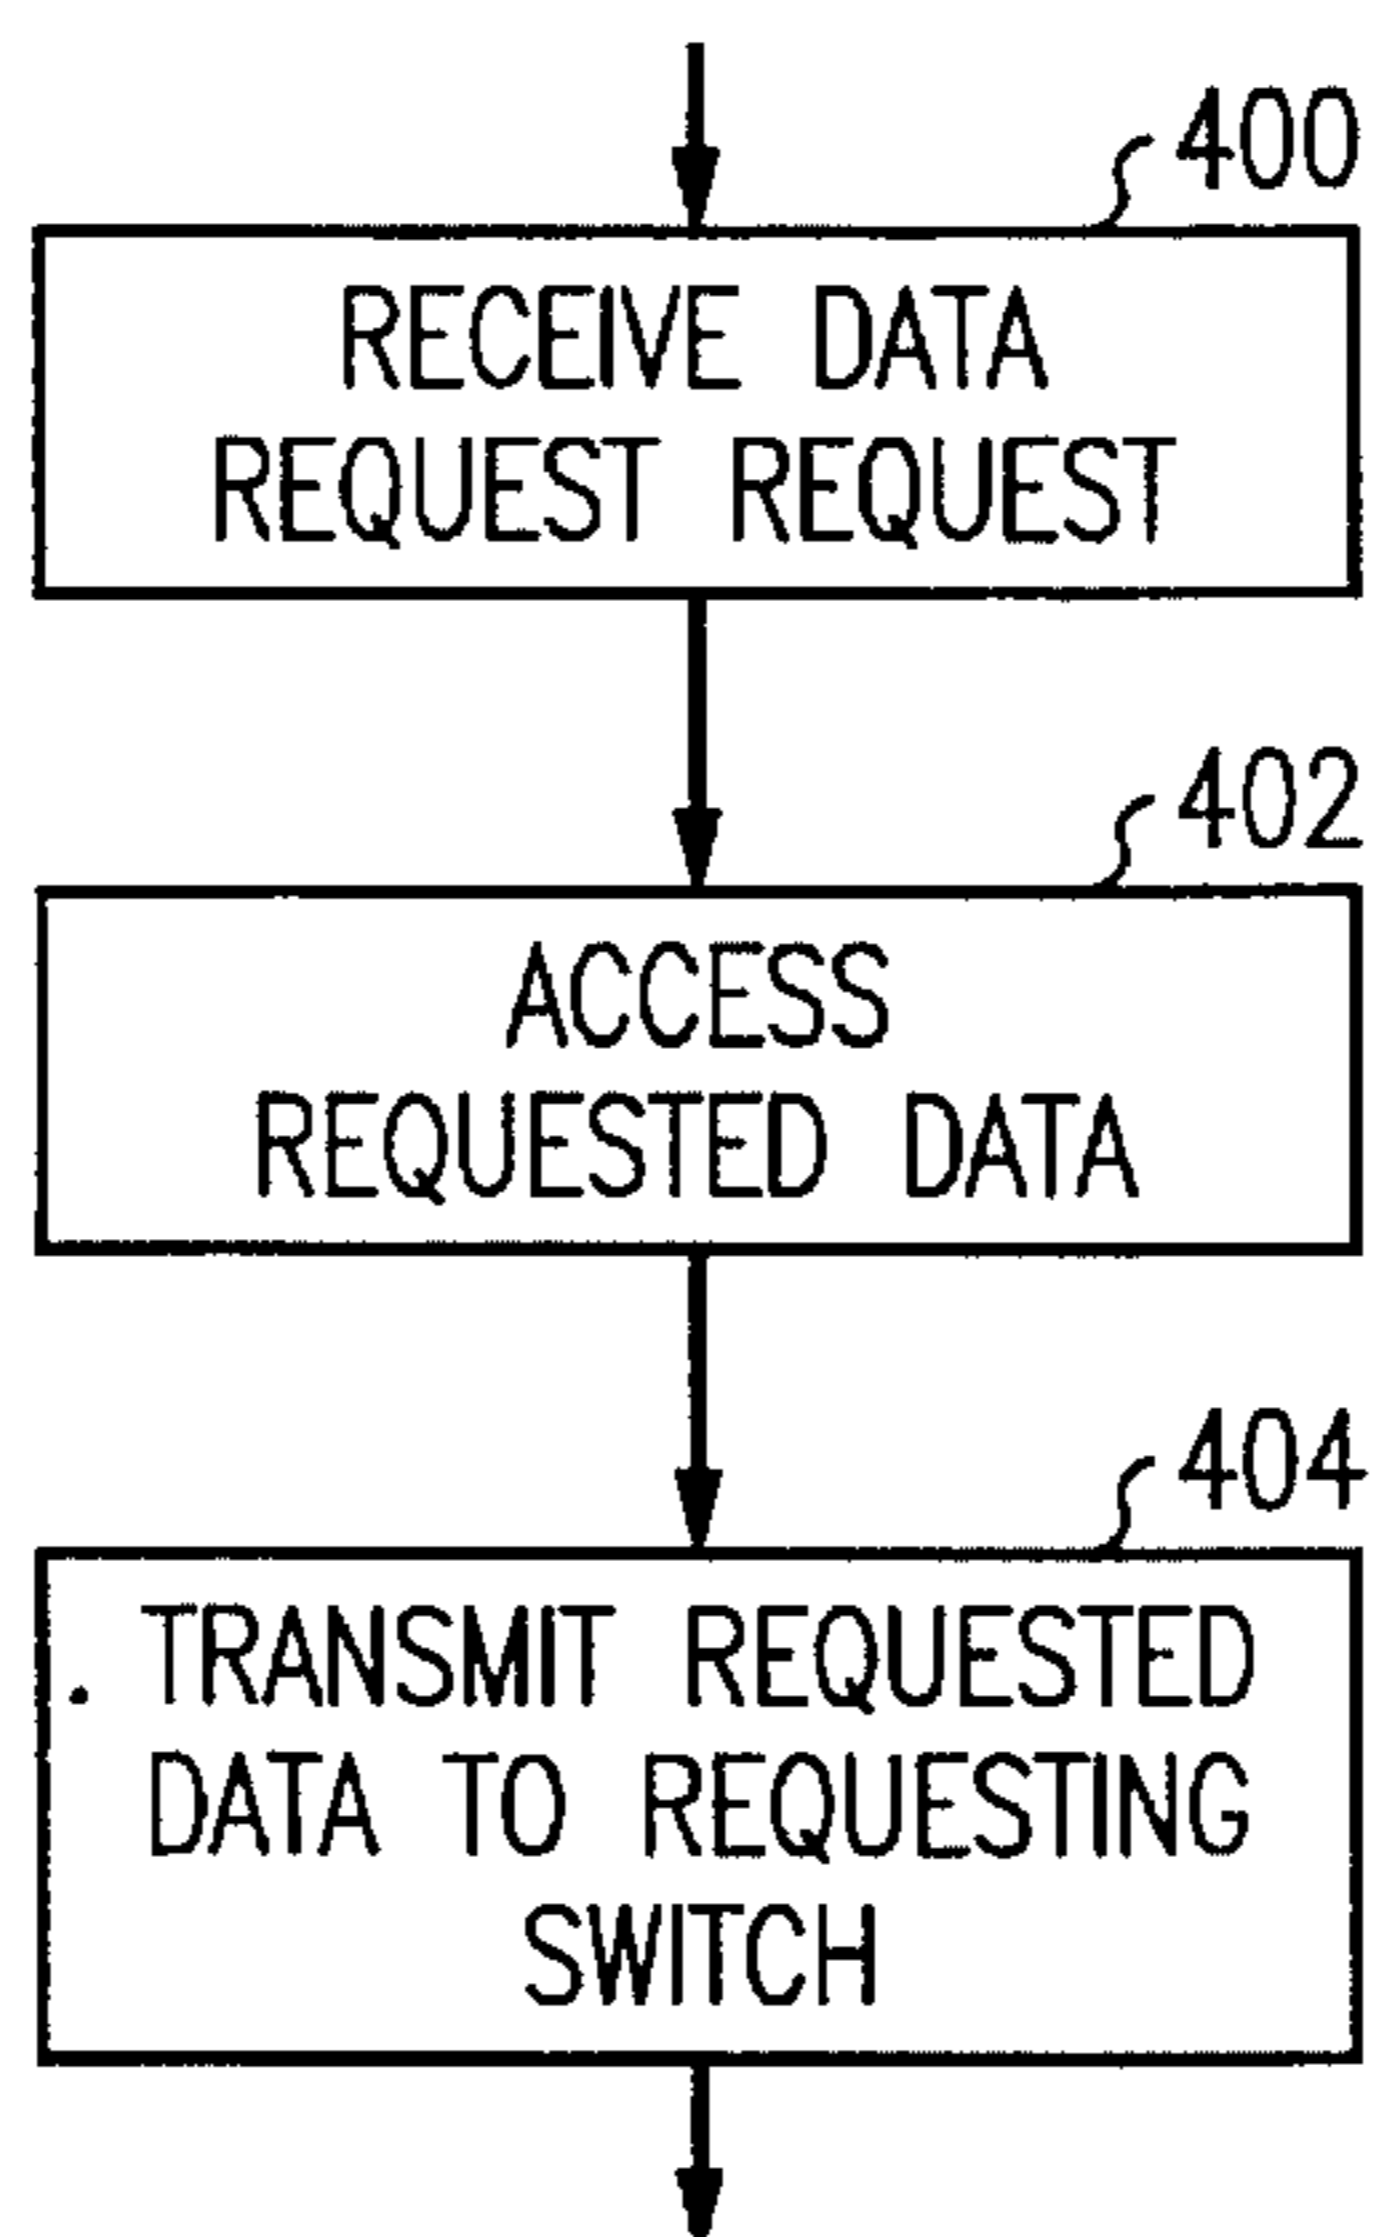 400
RECEIVE DATA
REQUEST REQUEST
402
ACCESS
REQUESTED DATA
404
. TRANSMIT REQUESTED
DATA TO REQUESTING
SWITCH